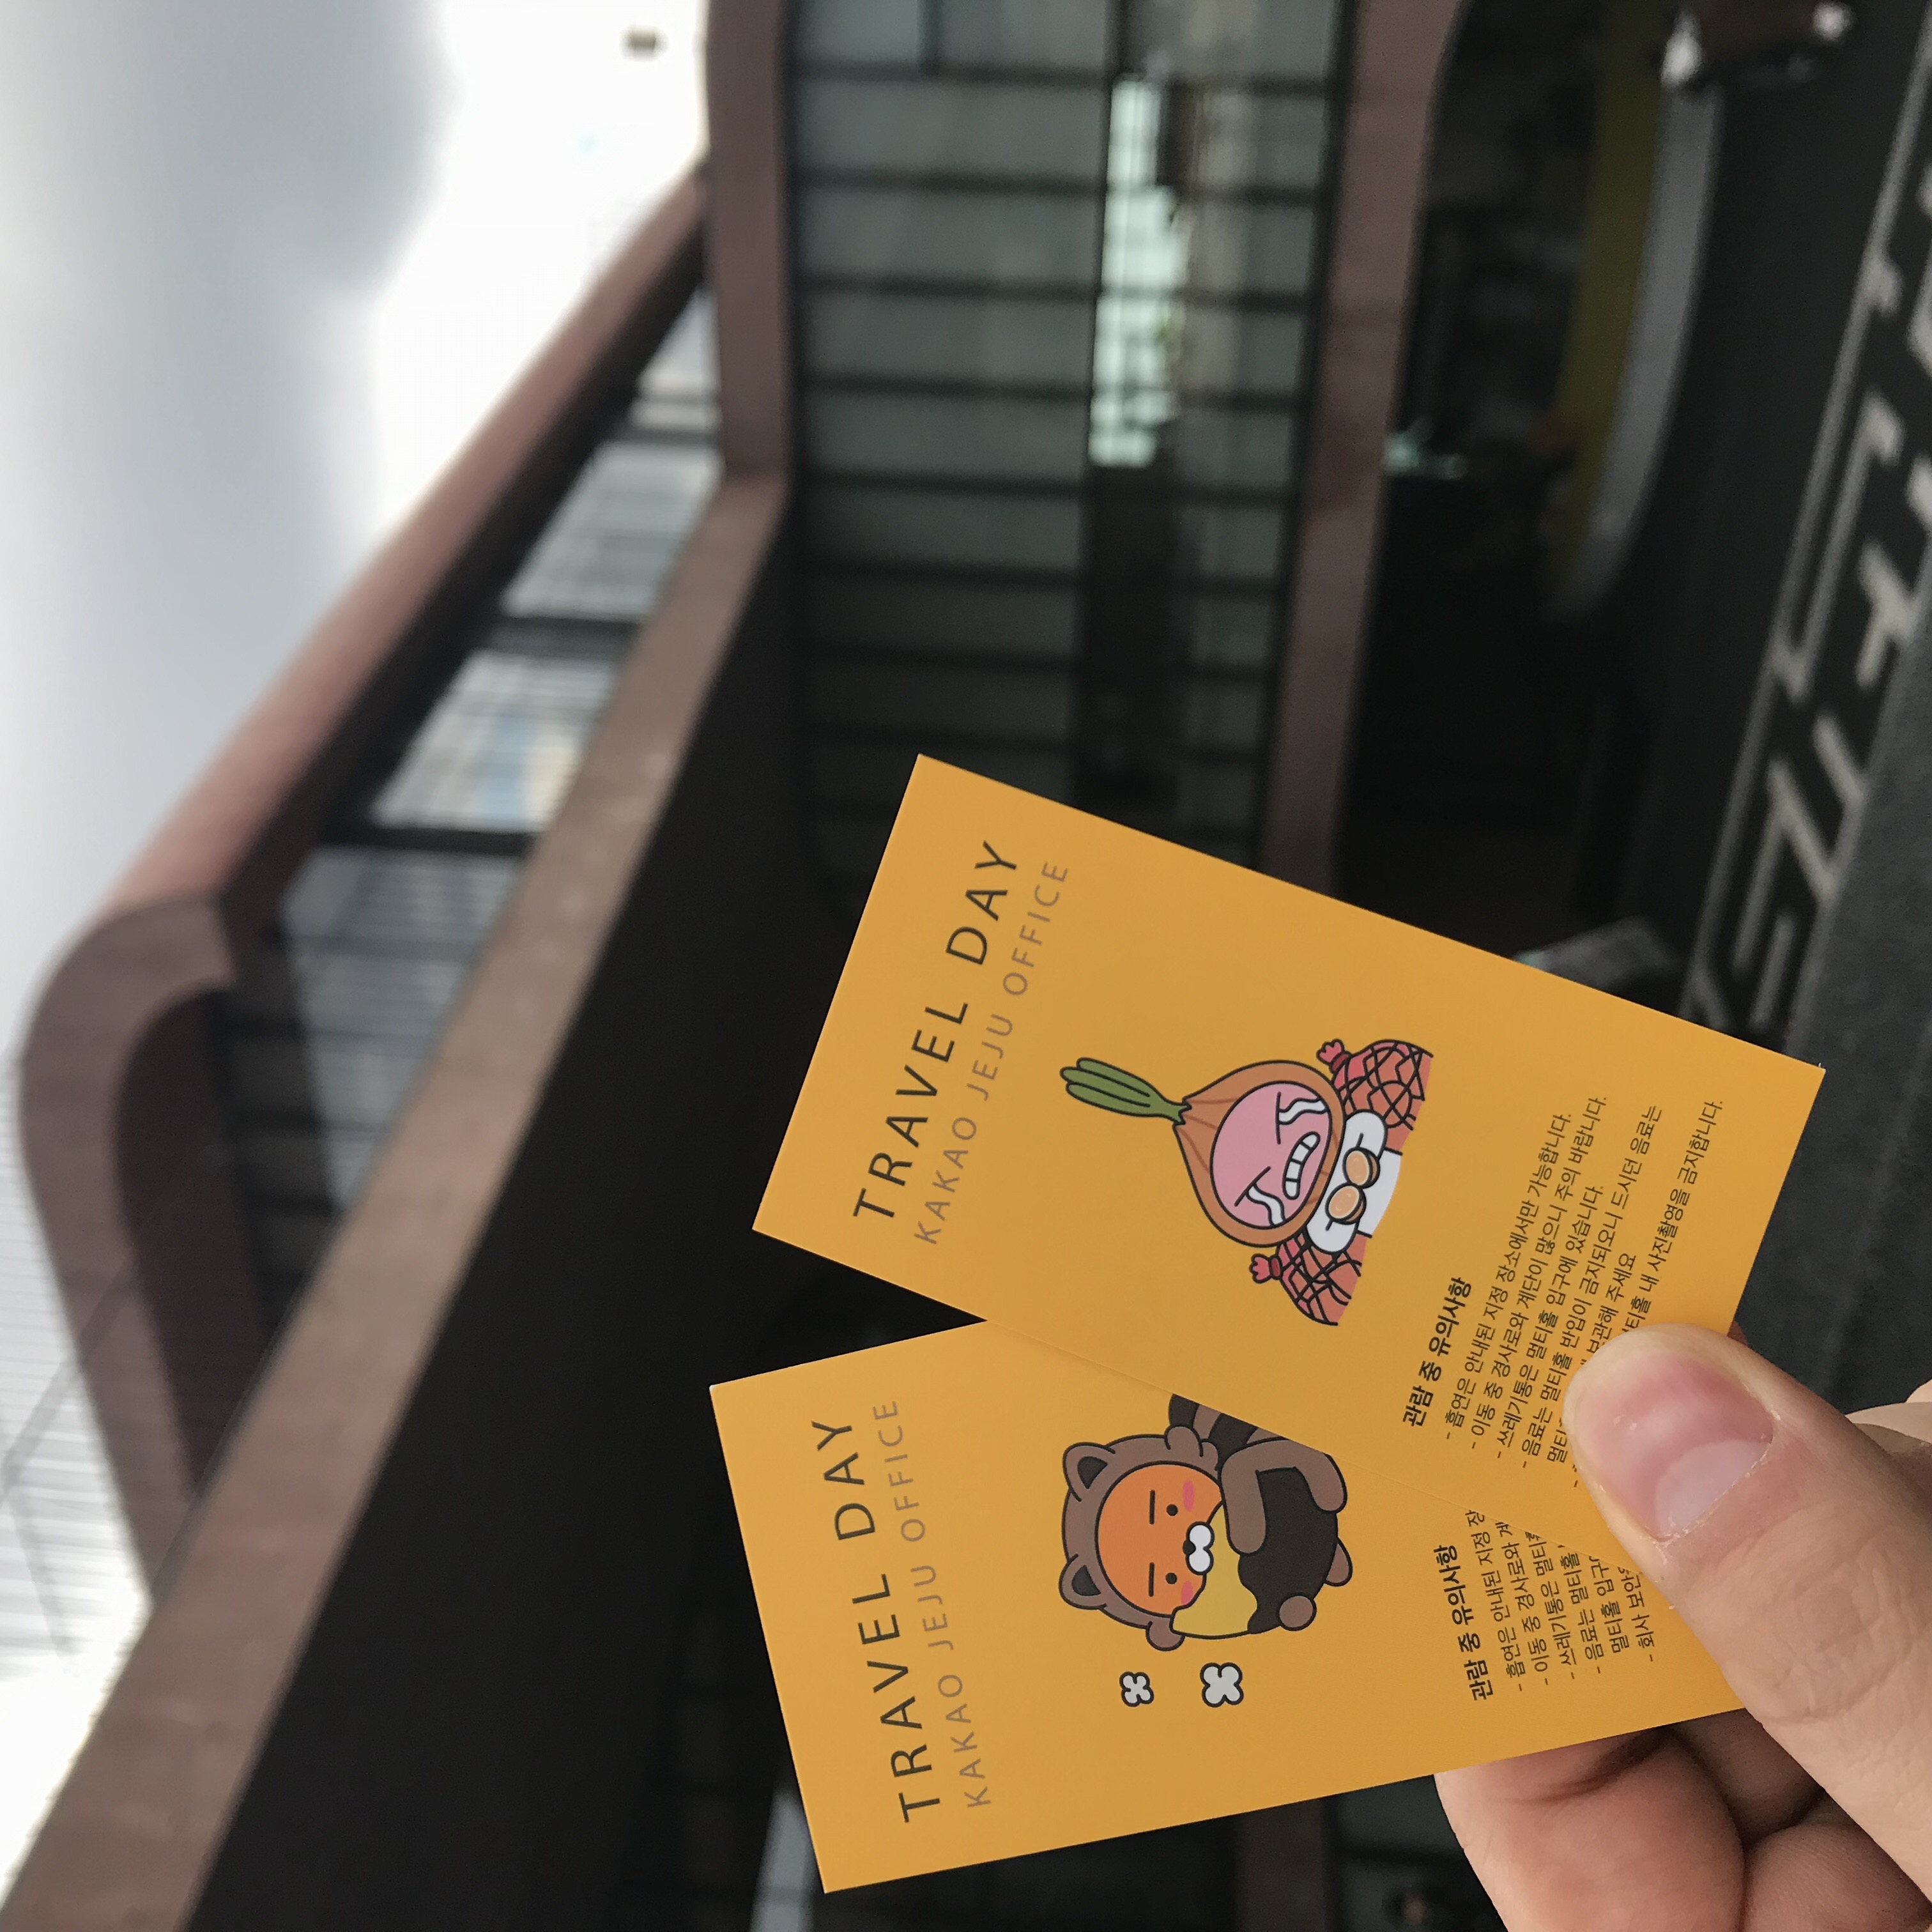 TRAVEL DAY
KAKAO JEJU OFFICE
관람 중 유의사항
- 흡연은 안내된 지정 장
- 이동 중 경사로와 계
- 쓰레기통은 멀티홀
- 음료는 멀티홀
멀티홀 입구
- 회사 보안
TRAVEL DAY
KAKAO JEJU OFFICE
관람 중 유의사항
- 흡연은 안내된 지정 장소에서만 가능합니다.
- 이동 중 경사로와 계단이 많으니 주의 바랍니다.
- 쓰레기통은 멀티홀 입구에 있습니다.
- 음료는 멀티홀 반입이 금지되오니 드시던 음료는
보관해 주세요
내 사진촬영을 금지합니다.